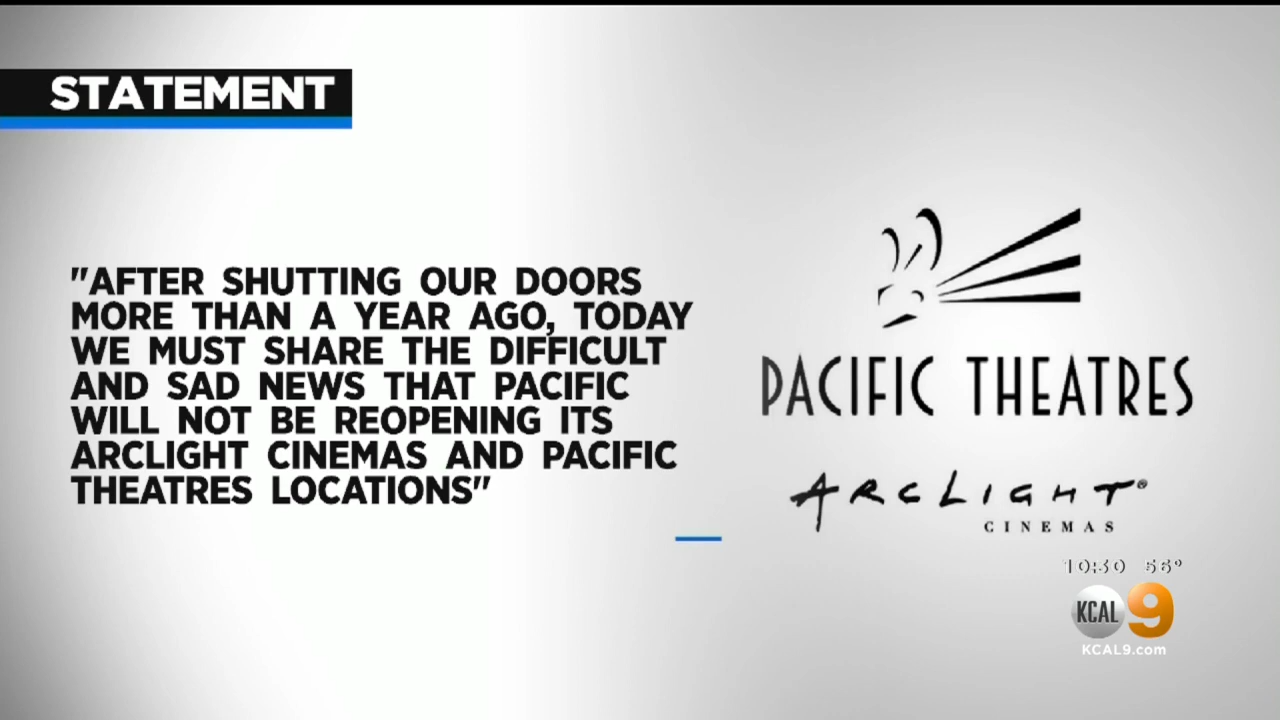 STATEMENT
"AFTER SHUTTING OUR DOORS
MORE THAN A YEAR AGO, TODAY
WE MUST SHARE THE DIFFICULT
AND SAD NEWS THAT PACIFIC
WILL NOT BE REOPENING ITS
ARCLIGHT CINEMAS AND PACIFIC
THEATRES LOCATIONS"
PACIFIC THEATRES
ARCLIGHT®
CINEMAS
10:30 56°
KCAL 9
KCAL9.com